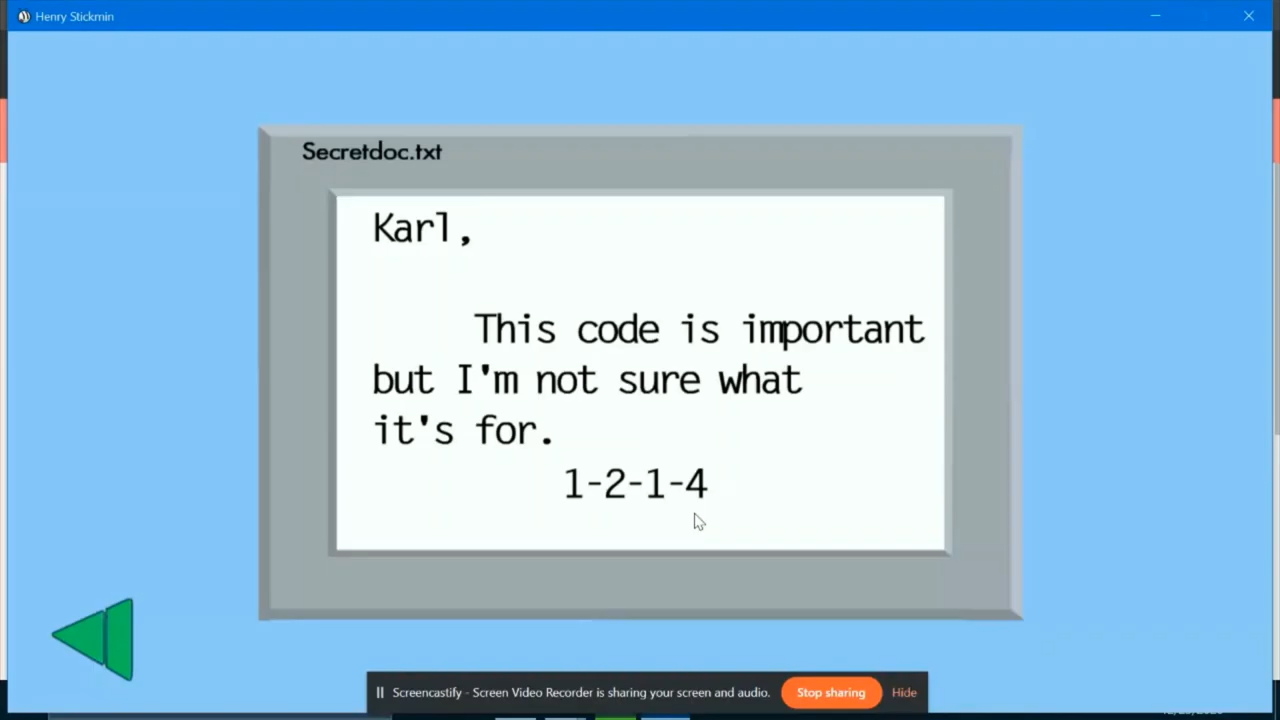 Henry Stickmin
Secretdoc.txt
Karl,
This code is important
but I'm not sure what
it's for.
1-2-1-4
Screencastify - Screen Video Recorder is sharing your screen and audio.
Stop sharing
Hide